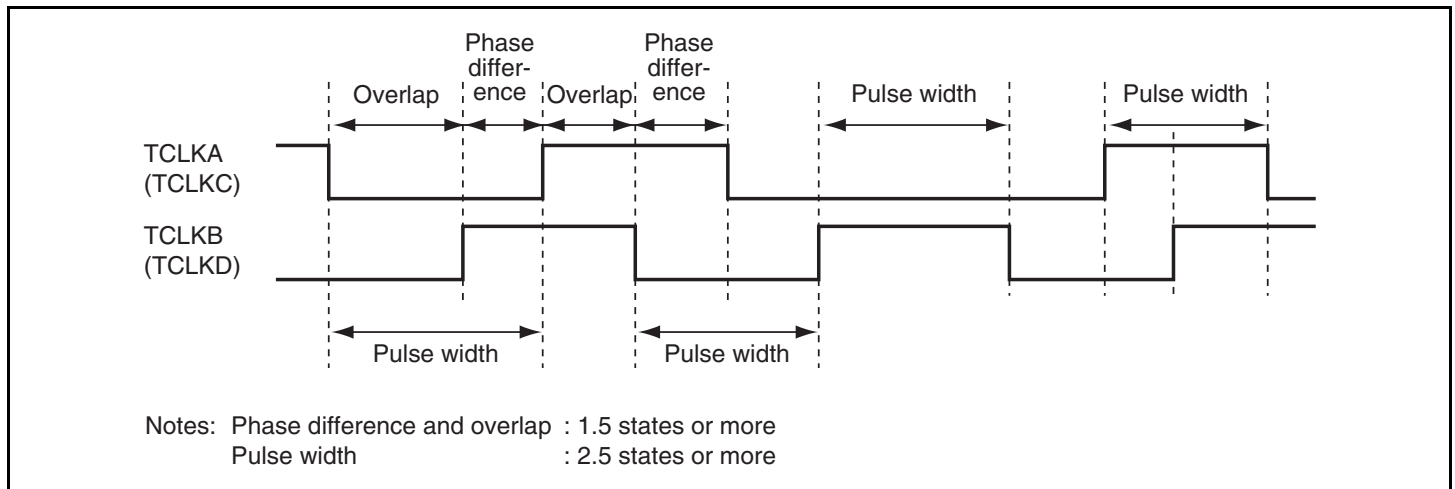 Phase
differ-
ence
Phase
differ-
ence
Overlap
Overlap
Pulse width
Pulse width
TCLKA
(TCLKC)
TCLKB
(TCLKD)
Pulse width
Pulse width
Notes: Phase difference and overlap : 1.5 states or more
Pulse width : 2.5 states or more